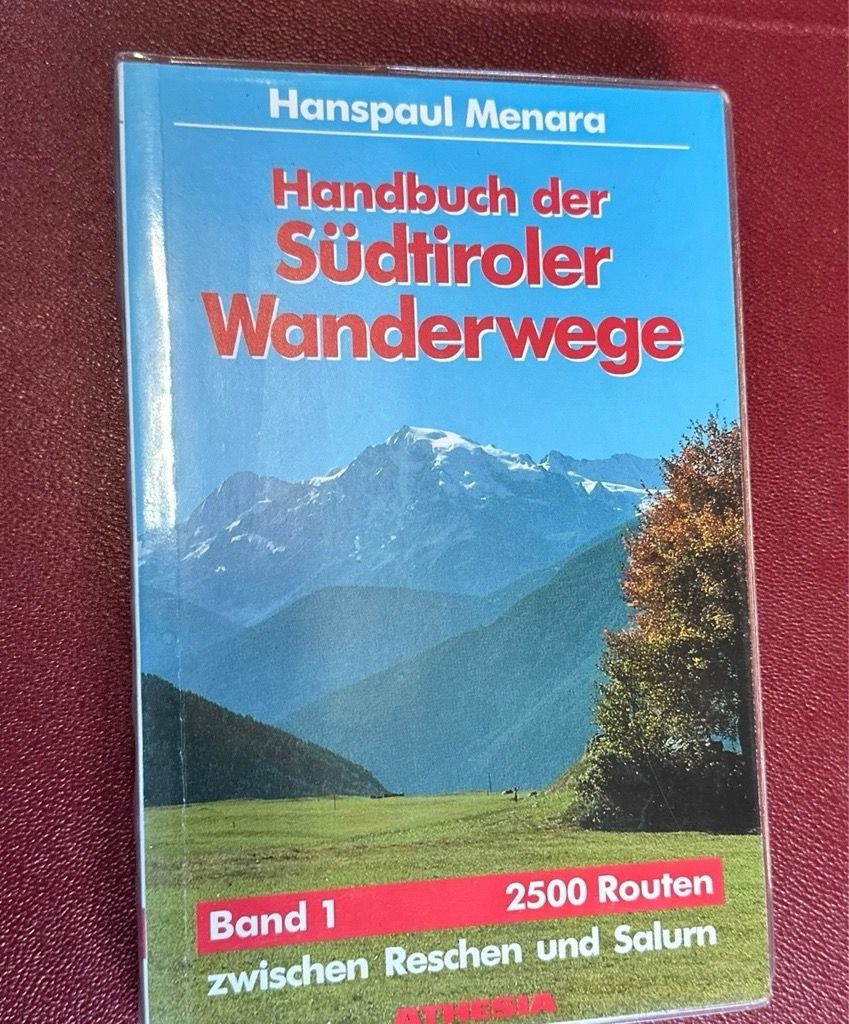 Hanspaul Menara
Handbuch der
Südtiroler
Wanderwege
Band 1 2500 Routen
zwischen Reschen und Salurn
ATHESIA